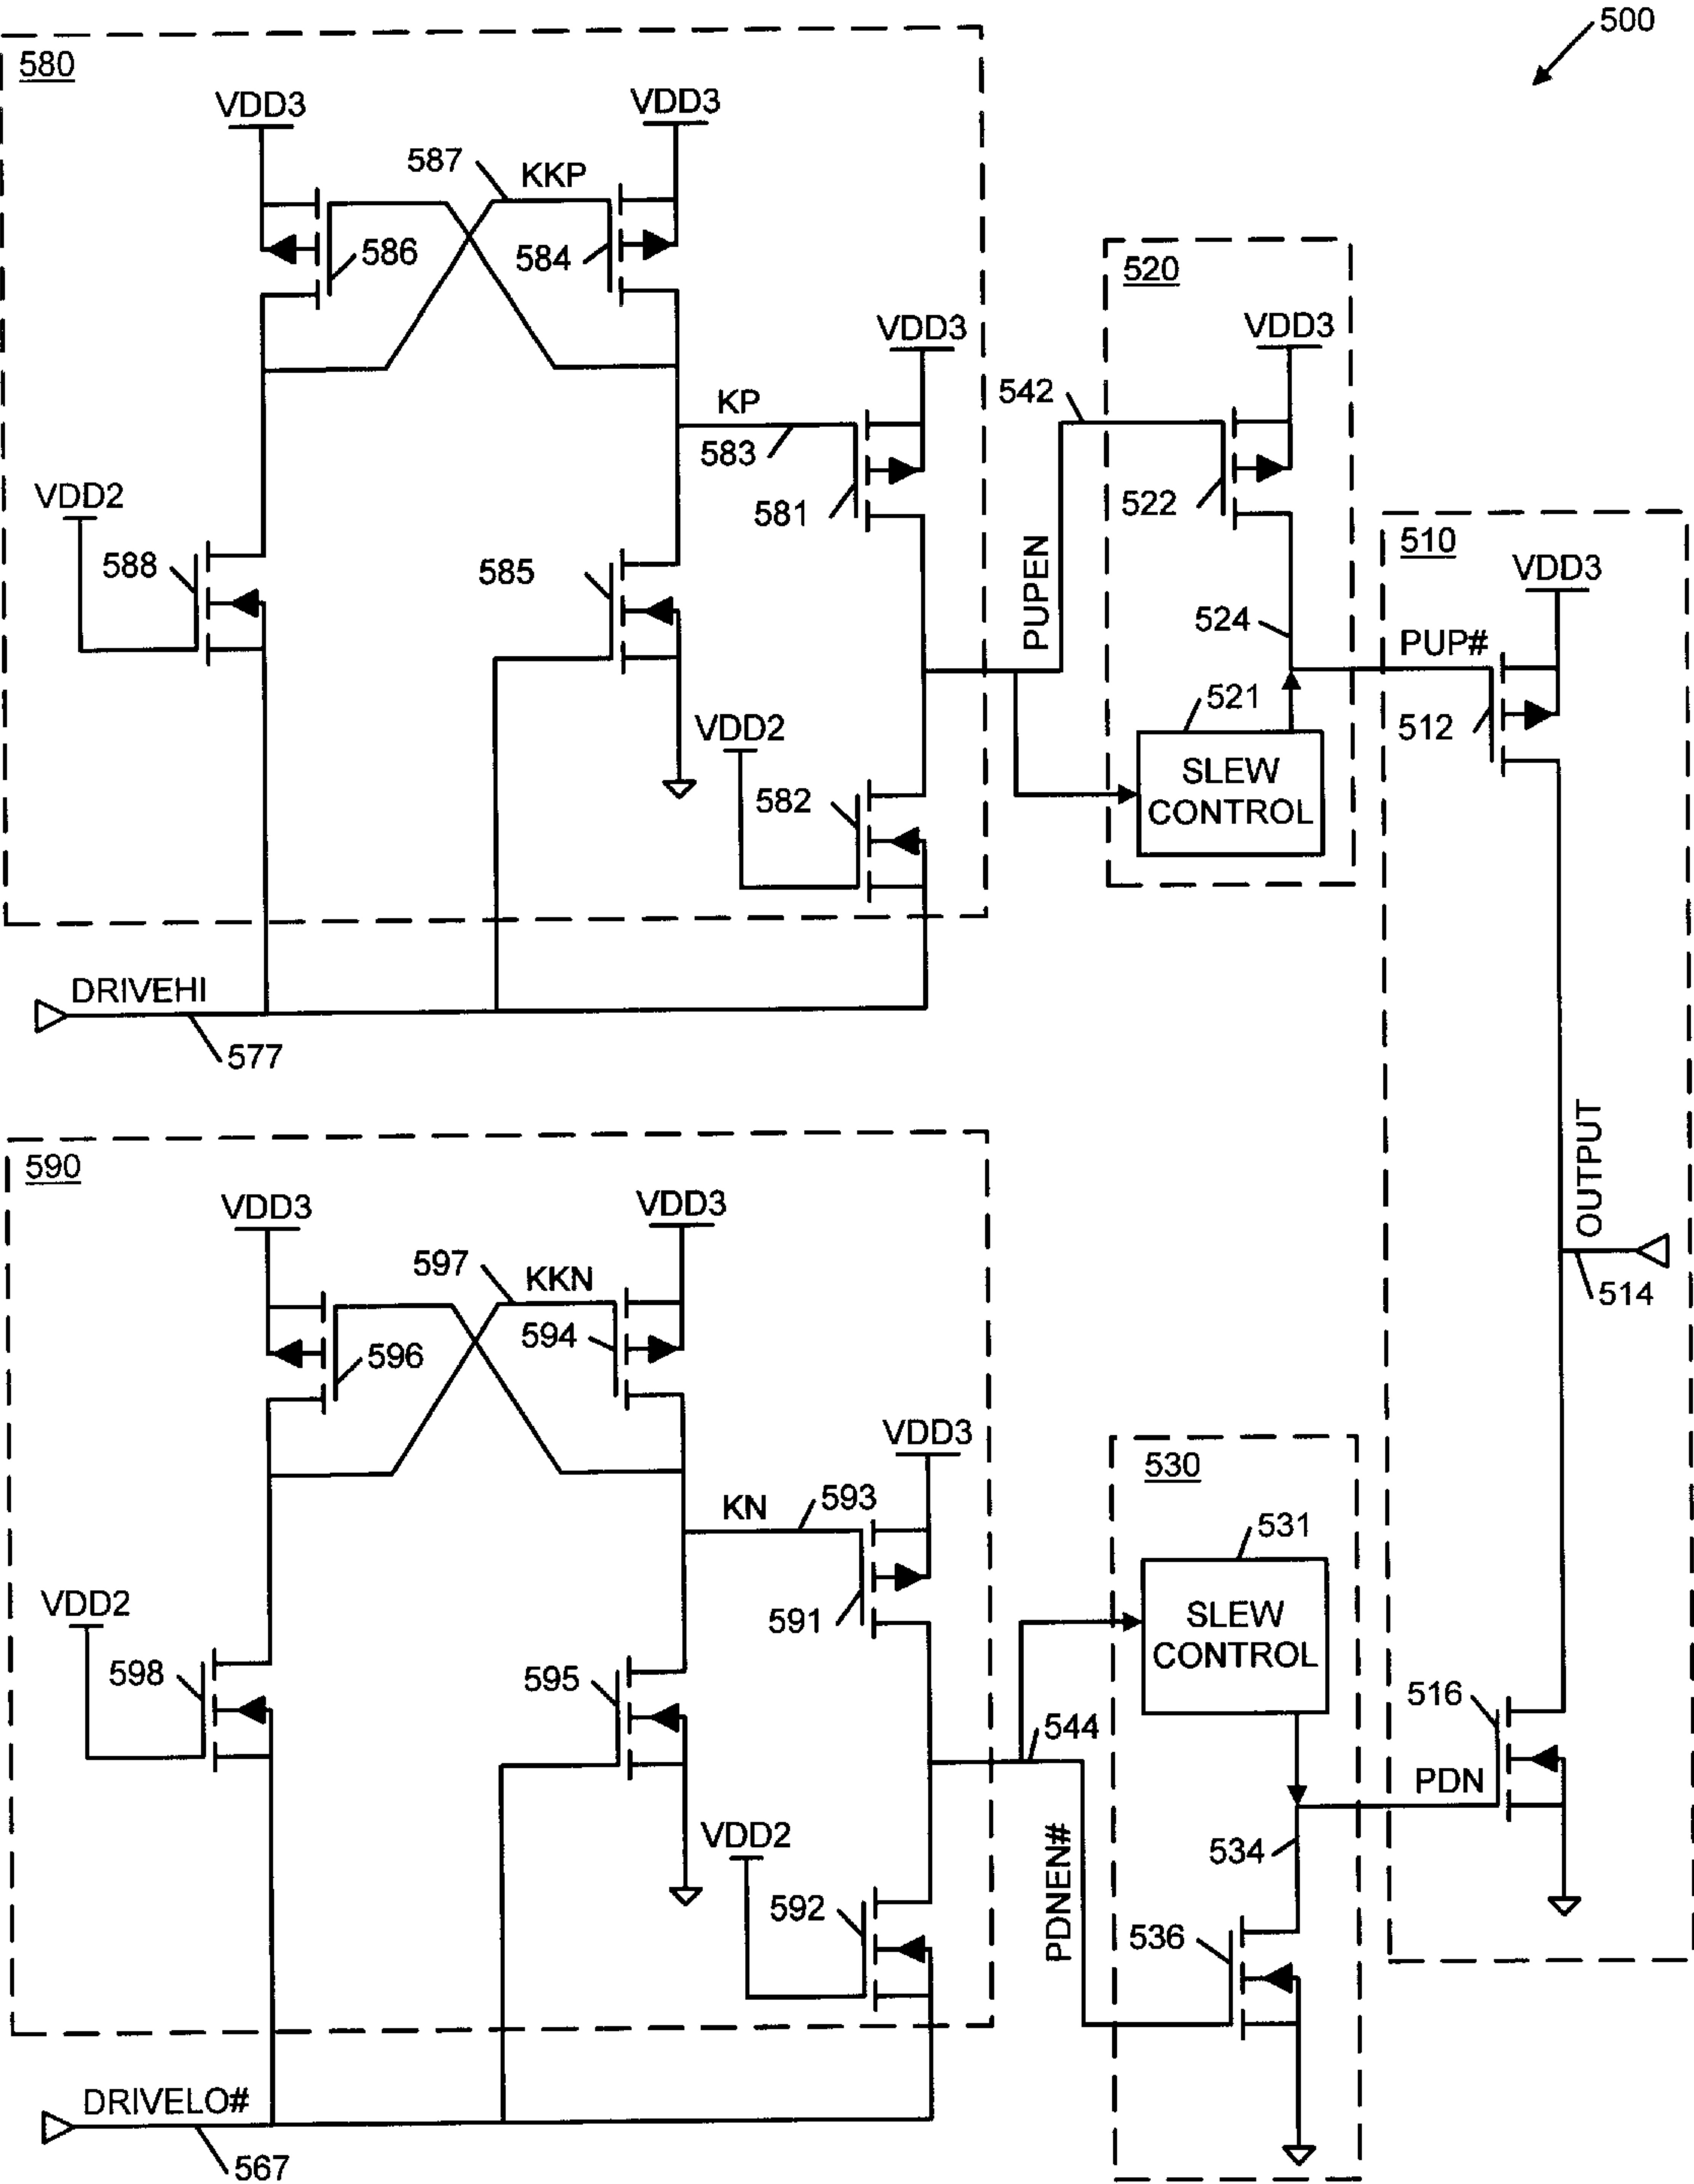 500
580
VDD3
VDD3
587
KKP
586
584
520
VDD3
VDD3
542
KP
583
VDD2
581
522
510
588
585
VDD3
PUPEN
524
PUP#
521
VDD2
512
SLEW
CONTROL
582
DRIVEHI
577
OUTPUT
590
VDD3
VDD3
597
KKN
514
594
596
VDD3
530
593
KN
531
VDD2
591
SLEW
CONTROL
598
595
516
544
PDN
VDD2
534
PDNEN#
592
536
DRIVELO#
567